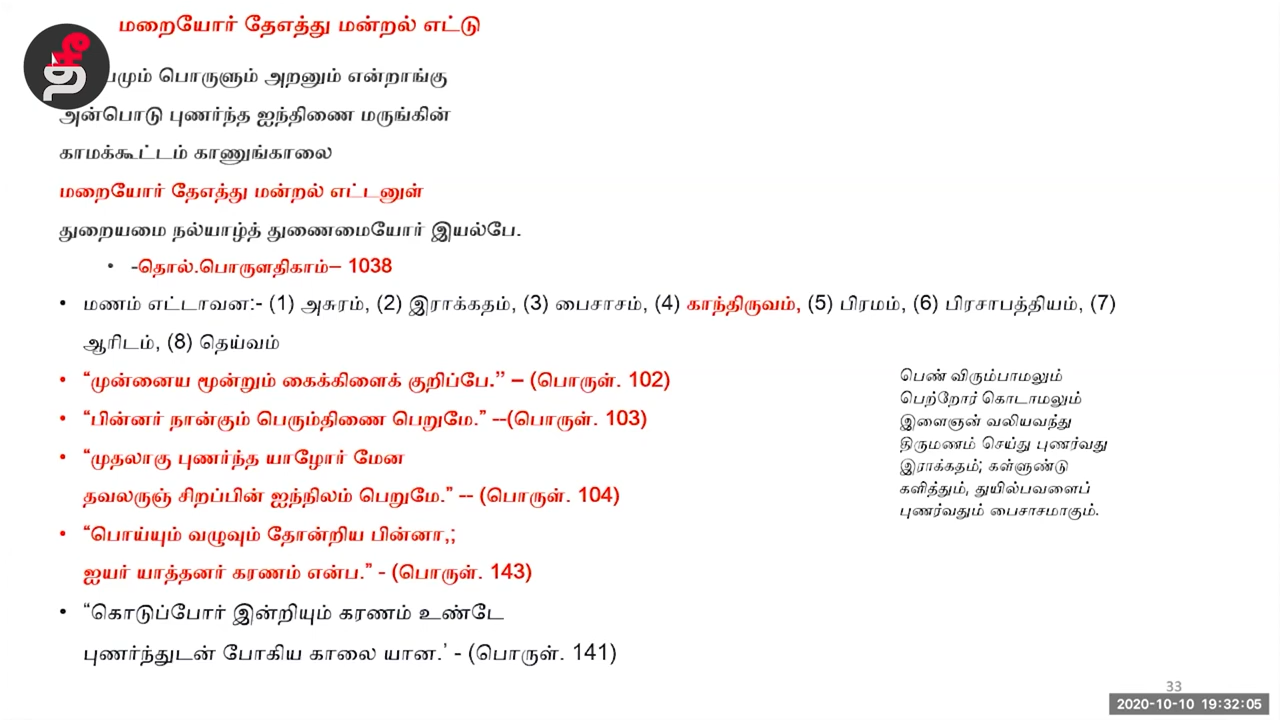 மறையோர் தேஎத்து மன்றல் எட்டு
பொருளும் அறனும் என்றாங்கு
அன்பொடு புணர்ந்த ஐந்திணை மருங்கின்
காமக்கூட்டம் காணுங்காலை
மறையோர் தேஎத்து மன்றல் எட்டனுள்
துறையமை நல்யாழ்த் துணைமையோர் இயல்பே.
• -தொல்.பொருளதிகாம்– 1038
• மணம் எட்டாவன:- (1) அசுரம், (2) இராக்கதம், (3) பைசாசம், (4) காந்திருவம், (5) பிரமம், (6) பிரசாபத்தியம், (7)
ஆரிடம், (8) தெய்வம்
• “முன்னைய மூன்றும் கைக்கிளைக் குறிப்பே.” – (பொருள். 102)
• “பின்னர் நான்கும் பெரும்திணை பெறுமே.” --(பொருள். 103)
• “முதலாகு புணர்ந்த யாழோர் மேன
தவலருஞ் சிறப்பின் ஐந்நிலம் பெறுமே.” -- (பொருள். 104)
• “பொய்யும் வழுவும் தோன்றிய பின்னா,;
ஐயர் யாத்தனர் கரணம் என்ப.” - (பொருள். 143)
• “கொடுப்போர் இன்றியும் கரணம் உண்டே
புணர்ந்துடன் போகிய காலை யான.’ - (பொருள். 141)
பெண் விரும்பாமலும்
பெற்றோர் கொடாமலும்
இளைஞன் வலியவந்து
திருமணம் செய்து புணர்வது
இராக்கதம்; கள்ளுண்டு
களித்தும், துயில்பவளைப்
புணர்வதும் பைசாசமாகும்.
33
2020-10-10 19:32:05